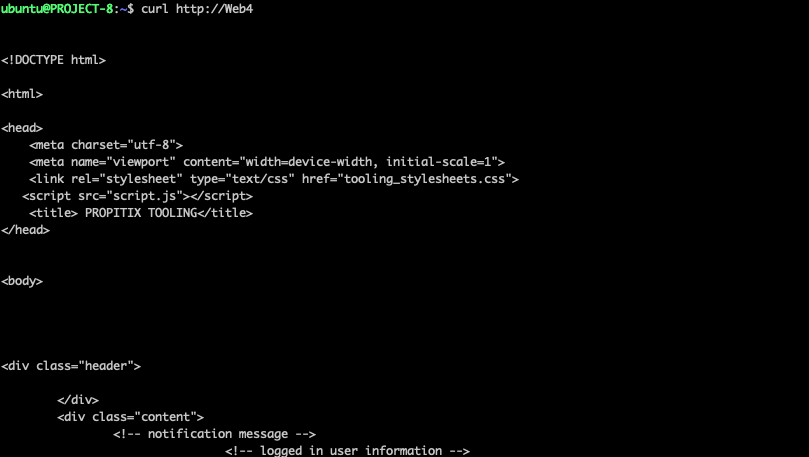 ubuntu@PROJECT-8:~$ curl http://Web4
<!DOCTYPE html>
<html>
<head>
    <meta charset="utf-8">
    <meta name="viewport" content="width=device-width, initial-scale=1">
    <link rel="stylesheet" type="text/css" href="tooling_stylesheets.css">
   <script src="script.js"></script>
    <title> PROPITIX TOOLING</title>
</head>
<body>
<div class="header">
        </div>
        <div class="content">
                <!-- notification message -->
                                <!-- logged in user information -->